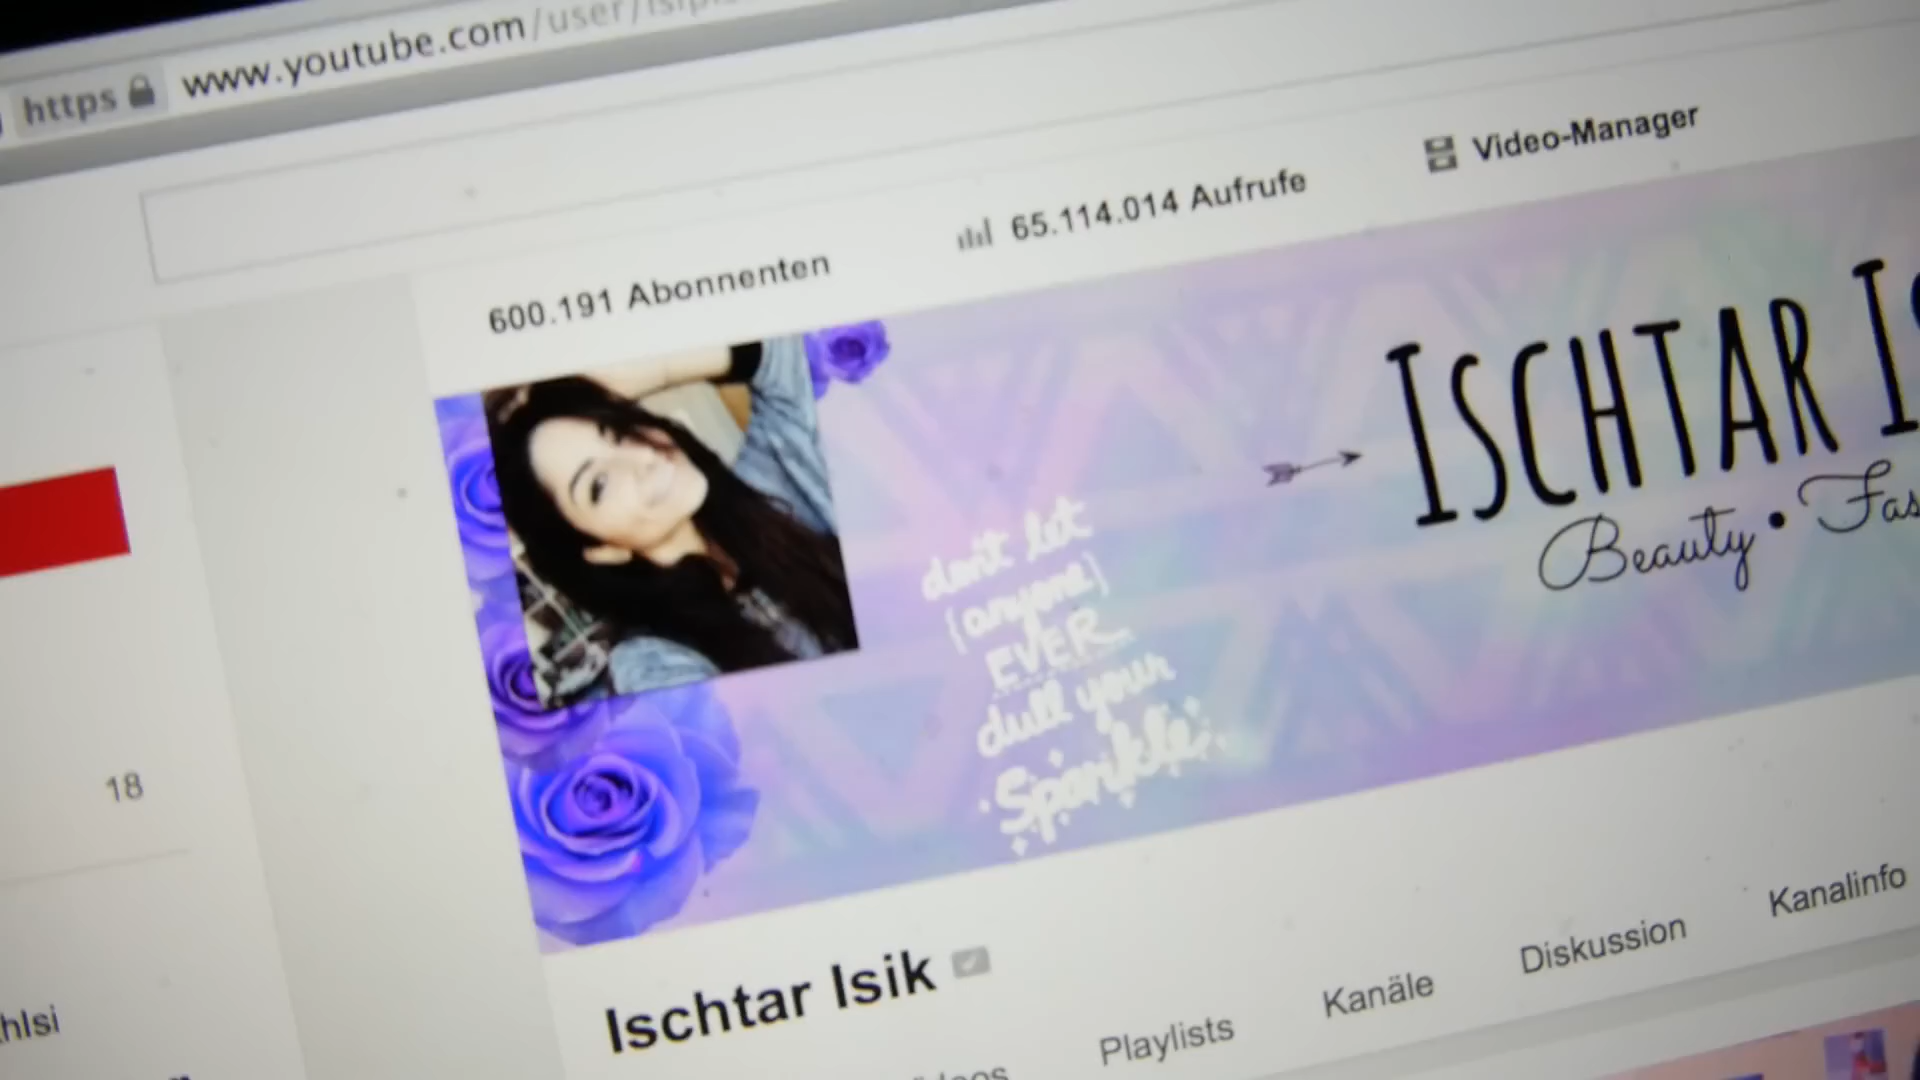 https www.youtube.com/user/
600.191 Abonnenten
65.114.014 Aufrufe
Video-Manager
ISCHTAR
Beauty •
don't let
{anyone}
EVER
dull your
Sparkle
18
Ischtar Isik
Playlists
Kanäle
Diskussion
Kanalinfo